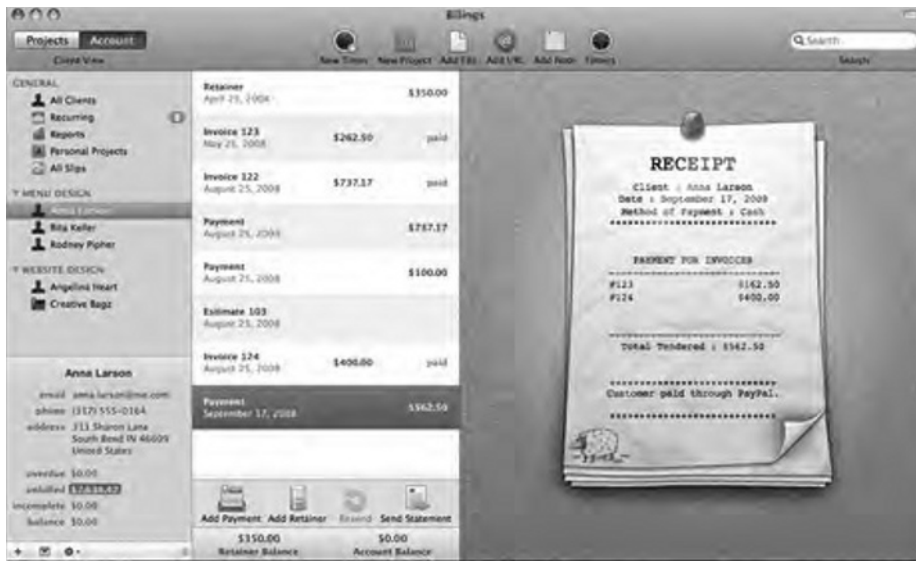 Billings
Projects Account
Client View
New Timer New Project Add File Add URL Add Note Timers
Search
Search
GENERAL
All Clients
Recurring
Reports
Personal Projects
All Slips
MENU DESIGN
Anna Larson
Rita Keller
Rodney Pipher
WEBSITE DESIGN
Angelina Heart
Creative Bagz
Anna Larson
email anna.larson@me.com
phone (317) 555-0164
address 313 Sharon Lana
South Bend IN 46609
United States
overdue $0.00
unbilled
incomplete $0.00
balance $0.00
Retainer
April 25, 2008 $350.00
Invoice 123
May 25, 2008 $262.50 paid
Invoice 122
August 25, 2008 $737.17 paid
Payment
August 25, 2008 $737.17
Payment
August 25, 2008 $100.00
Estimate 103
August 25, 2008
Invoice 124
August 25, 2008 $400.00 paid
Payment
September 17, 2008 $562.50
Add Payment Add Retainer Resend Send Statement
$350.00 $0.00
Retainer Balance Account Balance
RECEIPT
Client : Anna Larson
Date : September 17, 2008
Method of Payment : Cash
PAYMENT FOR INVOICES
#123 $162.50
#124 $400.00
Total Tendered : $562.50
Customer paid through PayPal.